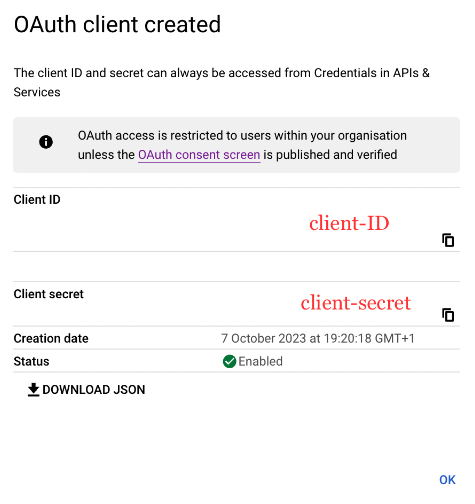 OAuth client created
The client ID and secret can always be accessed from Credentials in APIs &
Services
OAuth access is restricted to users within your organisation
unless the OAuth consent screen is published and verified
Client ID
client-ID
Client secret
client-secret
Creation date 7 October 2023 at 19:20:18 GMT+1
Status Enabled
DOWNLOAD JSON
OK